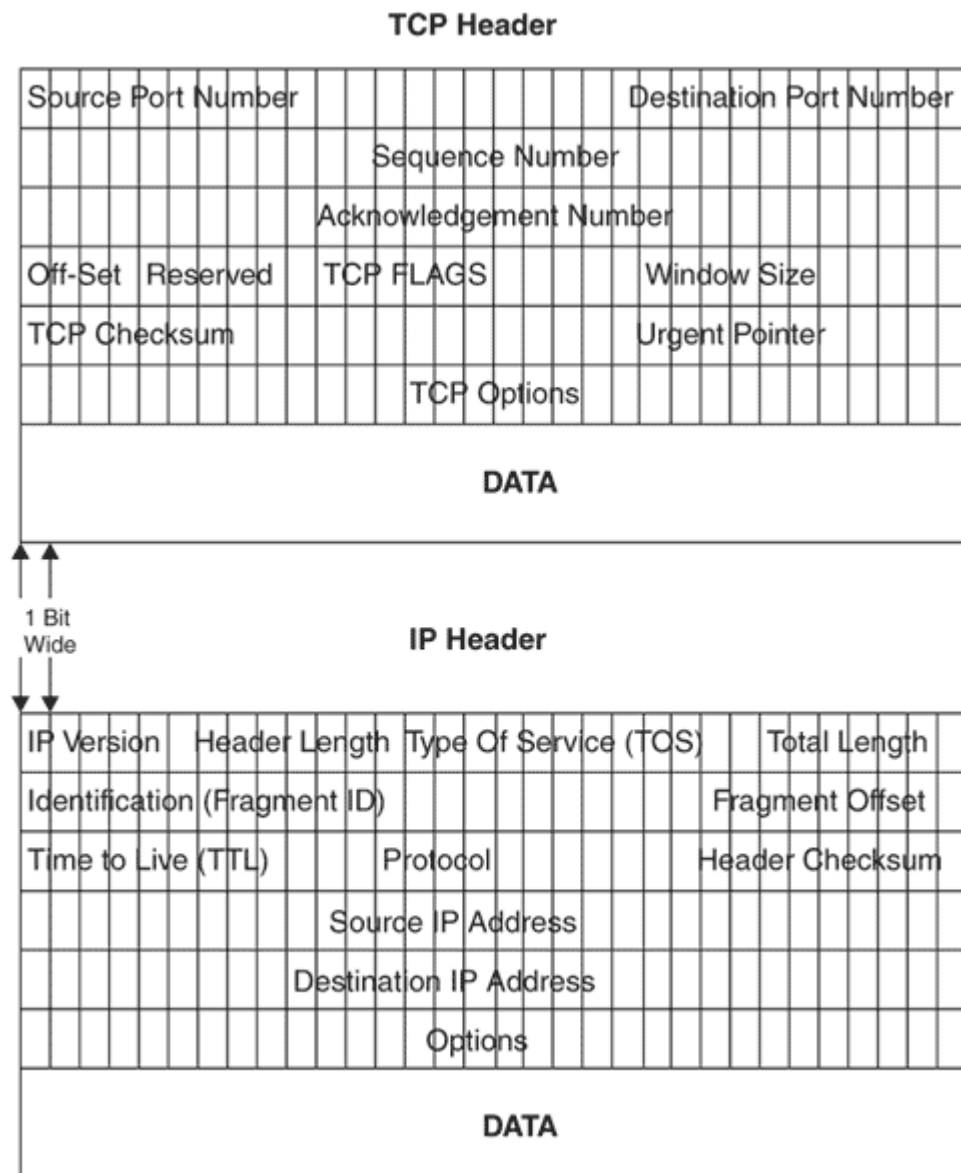 TCP Header
Source Port Number Destination Port Number
Sequence Number
Acknowledgement Number
Off-Set Reserved TCP FLAGS Window Size
TCP Checksum Urgent Pointer
TCP Options
DATA
1 Bit
Wide
IP Header
IP Version Header Length Type Of Service (TOS) Total Length
Identification (Fragment ID) Fragment Offset
Time to Live (TTL) Protocol Header Checksum
Source IP Address
Destination IP Address
Options
DATA